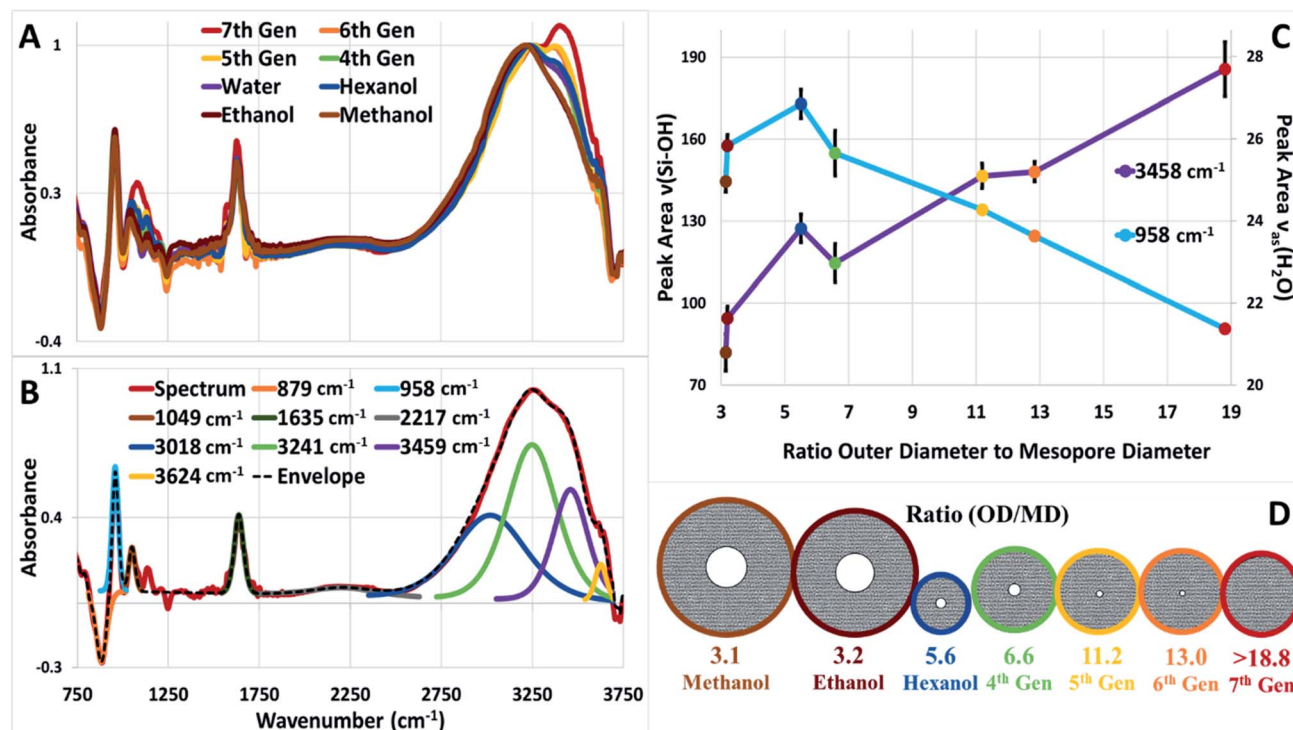 A
7th Gen 6th Gen
5th Gen 4th Gen
Water Hexanol
Ethanol Methanol
Absorbance
1
0.3
-0.4
B
Spectrum 879 cm⁻¹ 958 cm⁻¹
1049 cm⁻¹ 1635 cm⁻¹ 2217 cm⁻¹
3018 cm⁻¹ 3241 cm⁻¹ 3459 cm⁻¹
3624 cm⁻¹ Envelope
Absorbance
1.1
0.4
-0.3
750 1250 1750 2250 2750 3250 3750
Wavenumber (cm⁻¹)
C
Peak Area ν(Si-OH)
190
160
130
100
70
28
26
24
22
20
Peak Area νas(H₂O)
3458 cm⁻¹
958 cm⁻¹
3 5 7 9 11 13 15 17 19
Ratio Outer Diameter to Mesopore Diameter
Ratio (OD/MD)
D
3.1 3.2 5.6 6.6 11.2 13.0 >18.8
Methanol Ethanol Hexanol 4th Gen 5th Gen 6th Gen 7th Gen